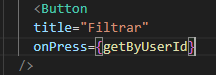 <Button
title="Filtrar"
onPress={getByUserId}
/>